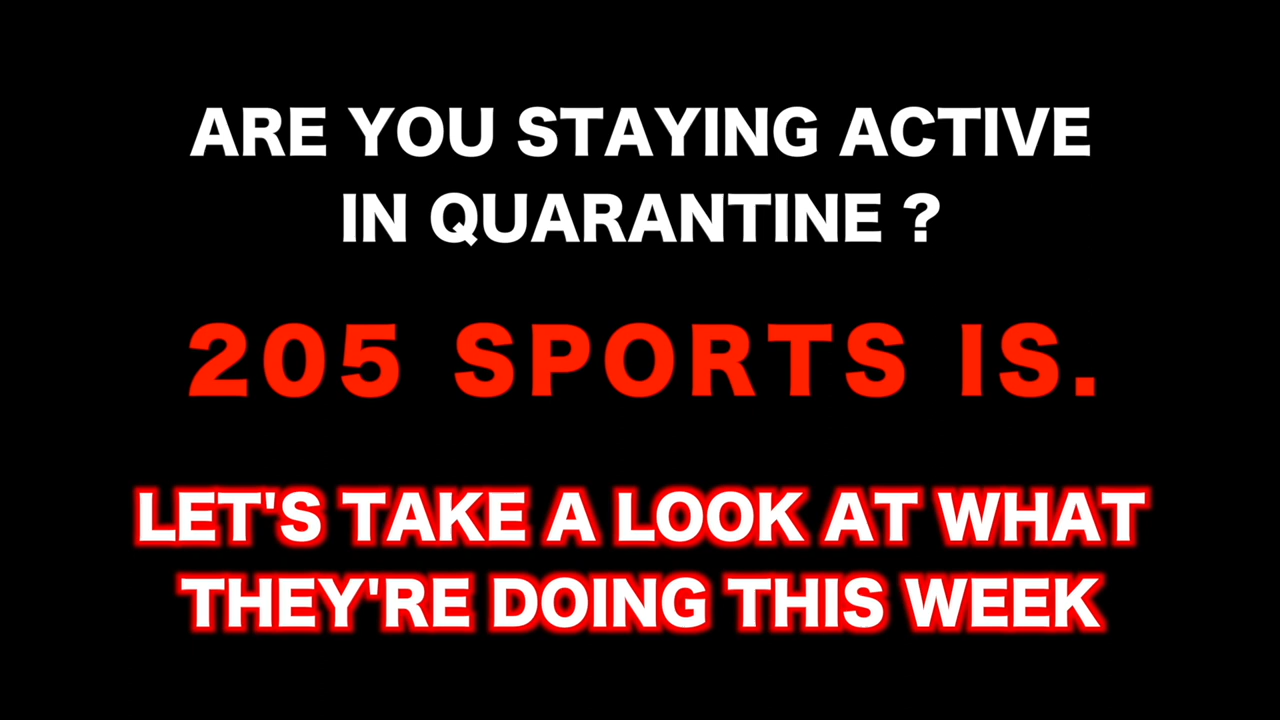 ARE YOU STAYING ACTIVE
IN QUARANTINE ?
205 SPORTS IS.
LET'S TAKE A LOOK AT WHAT
THEY'RE DOING THIS WEEK